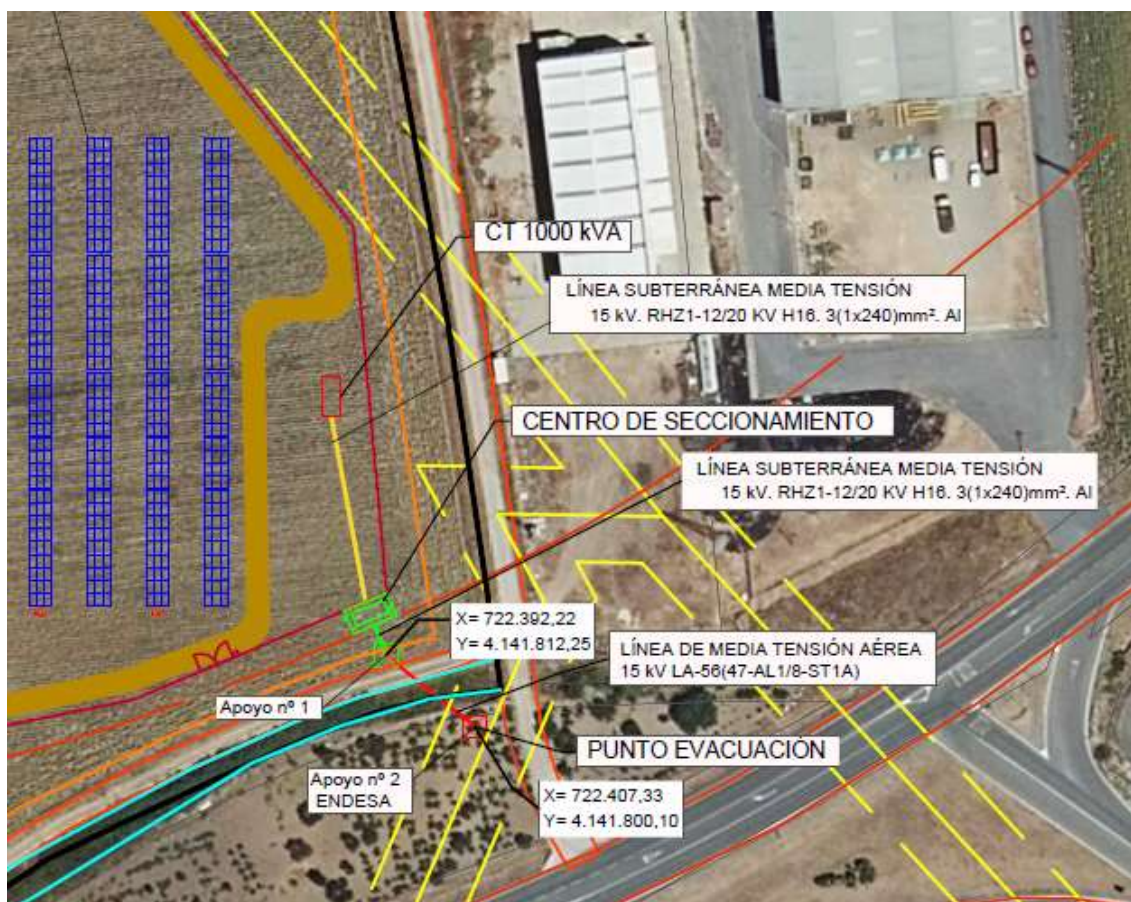 CT 1000 kVA
LÍNEA SUBTERRÁNEA MEDIA TENSIÓN
15 kV. RHZ1-12/20 KV H16. 3(1x240)mm². Al
CENTRO DE SECCIONAMIENTO
LÍNEA SUBTERRÁNEA MEDIA TENSIÓN
15 kV. RHZ1-12/20 KV H16. 3(1x240)mm². Al
X= 722.392,22
Y= 4.141.812,25
LÍNEA DE MEDIA TENSIÓN AÉREA
15 kV LA-56(47-AL1/8-ST1A)
Apoyo nº 1
PUNTO EVACUACIÓN
Apoyo nº 2
ENDESA
X= 722.407,33
Y= 4.141.800,10